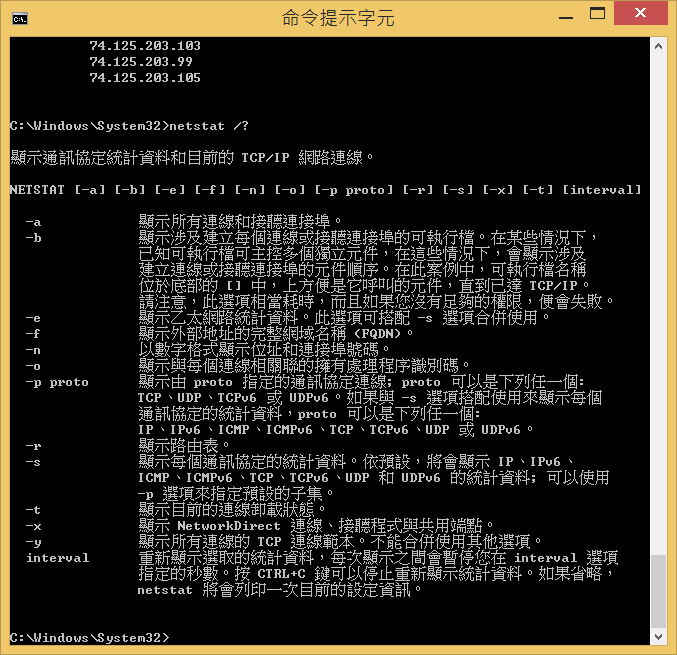 命令提示字元
74.125.203.103
74.125.203.99
74.125.203.105
C:\Windows\System32>netstat /?
顯示通訊協定統計資料和目前的 TCP/IP 網路連線。
NETSTAT [-a] [-b] [-e] [-f] [-n] [-o] [-p proto] [-r] [-s] [-x] [-t] [interval]
-a 顯示所有連線和接聽連接埠。
-b 顯示涉及建立每個連線或接聽連接埠的可執行檔。在某些情況下，
已知可執行檔可主控多個獨立元件，在這些情況下，會顯示涉及
建立連線或接聽連接埠的元件順序。在此案例中，可執行檔名稱
位於底部的 [] 中，上方便是它呼叫的元件，直到已達 TCP/IP。
請注意，此選項相當耗時，而且如果您沒有足夠的權限，便會失敗。
-e 顯示乙太網路統計資料。此選項可搭配 -s 選項合併使用。
-f 顯示外部地址的完整網域名稱 (FQDN)。
-n 以數字格式顯示位址和連接埠號碼。
-o 顯示與每個連線相關聯的擁有處理程序識別碼。
-p proto 顯示由 proto 指定的通訊協定連線; proto 可以是下列任一個:
TCP、UDP、TCPv6 或 UDPv6。如果與 -s 選項搭配使用來顯示每個
通訊協定的統計資料，proto 可以是下列任一個:
IP、IPv6、ICMP、ICMPv6、TCP、TCPv6、UDP 或 UDPv6。
-r 顯示路由表。
-s 顯示每個通訊協定的統計資料。依預設，將會顯示 IP、IPv6、
ICMP、ICMPv6、TCP、TCPv6、UDP 和 UDPv6 的統計資料; 可以使用
-p 選項來指定預設的子集。
-t 顯示目前的連線卸載狀態。
-x 顯示 NetworkDirect 連線、接聽程式與共用端點。
-y 顯示所有連線的 TCP 連線範本。不能合併使用其他選項。
interval 重新顯示選取的統計資料，每次顯示之間會暫停您在 interval 選項
指定的秒數。按 CTRL+C 鍵可以停止重新顯示統計資料。如果省略，
netstat 將會列印一次目前的設定資訊。
C:\Windows\System32>